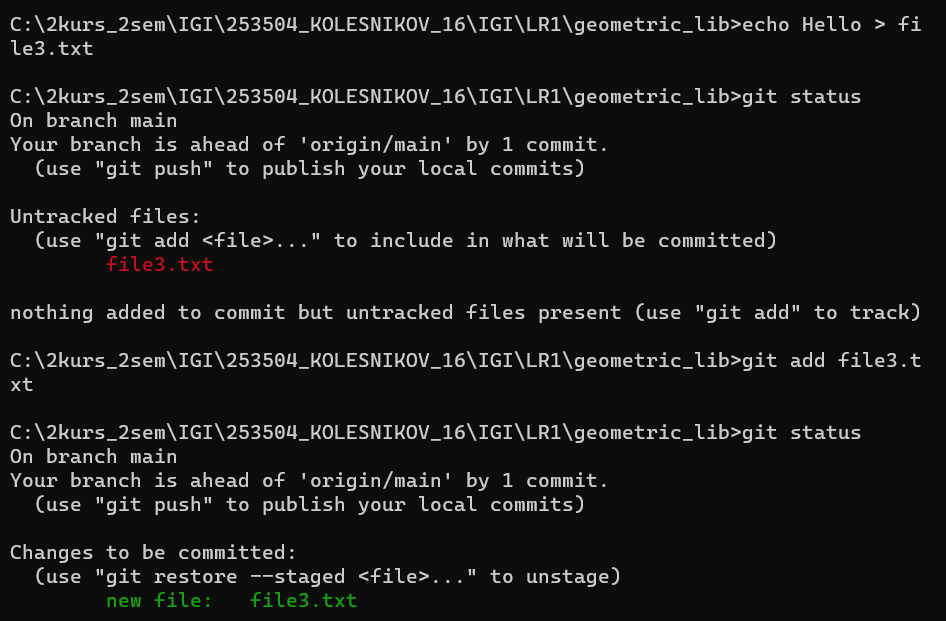 C:\2kurs_2sem\IGI\253504_KOLESNIKOV_16\IGI\LR1\geometric_lib>echo Hello > fi
le3.txt
C:\2kurs_2sem\IGI\253504_KOLESNIKOV_16\IGI\LR1\geometric_lib>git status
On branch main
Your branch is ahead of 'origin/main' by 1 commit.
  (use "git push" to publish your local commits)
Untracked files:
  (use "git add <file>..." to include in what will be committed)
        file3.txt
nothing added to commit but untracked files present (use "git add" to track)
C:\2kurs_2sem\IGI\253504_KOLESNIKOV_16\IGI\LR1\geometric_lib>git add file3.t
xt
C:\2kurs_2sem\IGI\253504_KOLESNIKOV_16\IGI\LR1\geometric_lib>git status
On branch main
Your branch is ahead of 'origin/main' by 1 commit.
  (use "git push" to publish your local commits)
Changes to be committed:
  (use "git restore --staged <file>..." to unstage)
        new file:   file3.txt